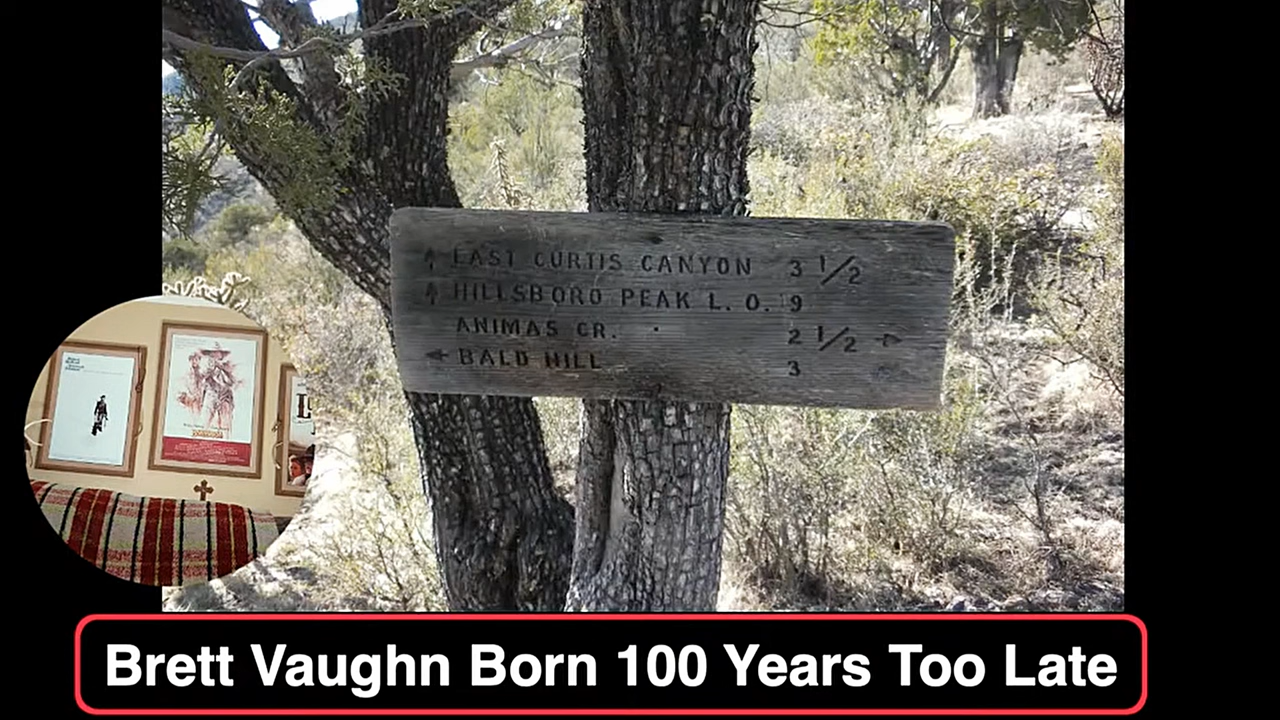 EAST CURTIS CANYON 3 1/2
HILLSBORO PEAK L. O. 9
ANIMAS CR. 2 1/2
BALD HILL 3
Brett Vaughn Born 100 Years Too Late